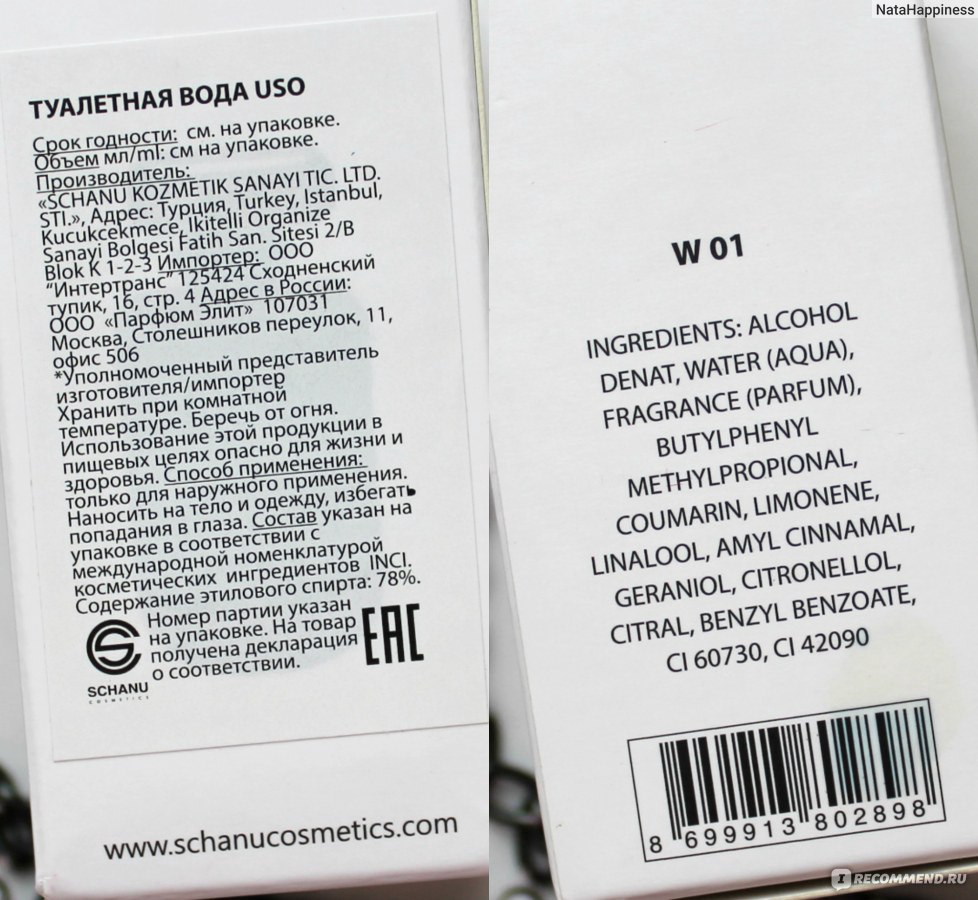 NataHappiness
ТУАЛЕТНАЯ ВОДА USO
Срок годности: см. на упаковке.
Объем мл/ml: см на упаковке.
Производитель:
«SCHANU KOZMETIK SANAYI TIC. LTD.
STI.», Адрес: Турция, Turkey, Istanbul,
Kucukcekmece, Ikitelli Organize
Sanayi Bolgesi Fatih San. Sitesi 2/B
Blok K 1-2-3 Импортер: ООО
“Интертранс” 125424 Сходненский
тупик, 16, стр. 4 Адрес в России:
ООО «Парфюм Элит» 107031
Москва, Столешников переулок, 11,
офис 506
*Уполномоченный представитель
изготовителя/импортер
Хранить при комнатной
температуре. Беречь от огня.
Использование этой продукции в
пищевых целях опасно для жизни и
здоровья. Способ применения:
только для наружного применения.
Наносить на тело и одежду, избегать
попадания в глаза. Состав указан на
упаковке в соответствии с
международной номенклатурой
косметических ингредиентов INCI.
Содержание этилового спирта: 78%.
Номер партии указан
на упаковке. На товар
получена декларация
о соответствии.
EAC
SCHANU
COSMETICS
www.schanucosmetics.com
W 01
INGREDIENTS: ALCOHOL
DENAT, WATER (AQUA),
FRAGRANCE (PARFUM),
BUTYLPHENYL
METHYLPROPIONAL,
COUMARIN, LIMONENE,
LINALOOL, AMYL CINNAMAL,
GERANIOL, CITRONELLOL,
CITRAL, BENZYL BENZOATE,
CI 60730, CI 42090
8 699913 802898
IRECOMMEND.RU